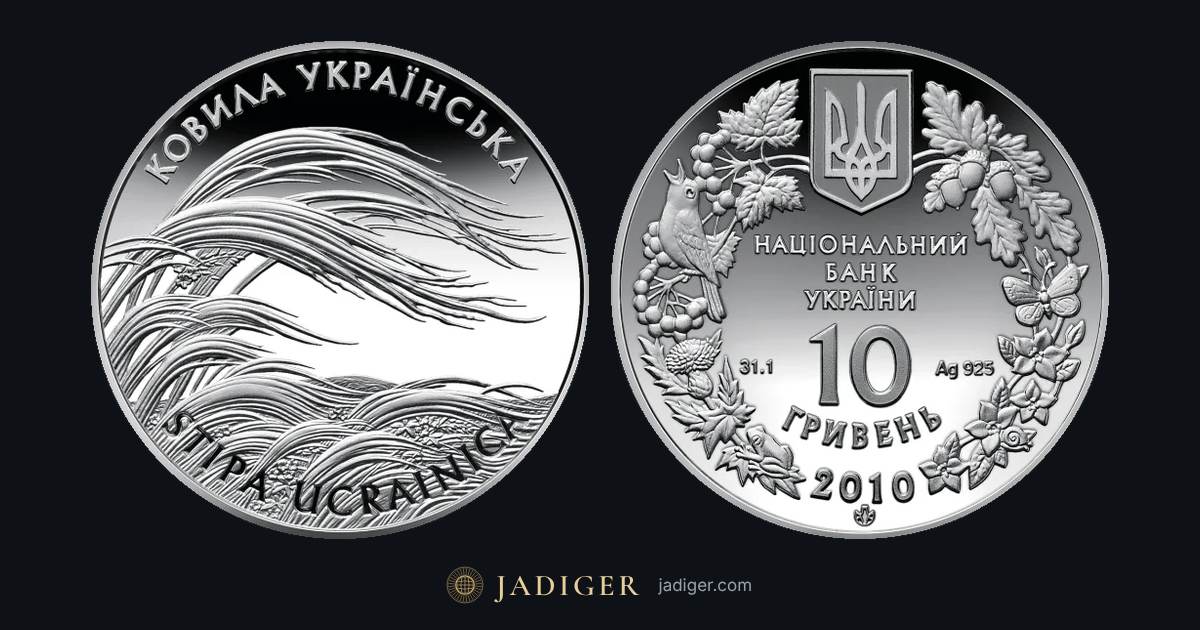 КОВИЛА УКРАЇНСЬКА
STIPA UCRAINICA
НАЦІОНАЛЬНИЙ
БАНК
УКРАЇНИ
31.1
10
Ag 925
ГРИВЕНЬ
2010
JADIGER
jadiger.com